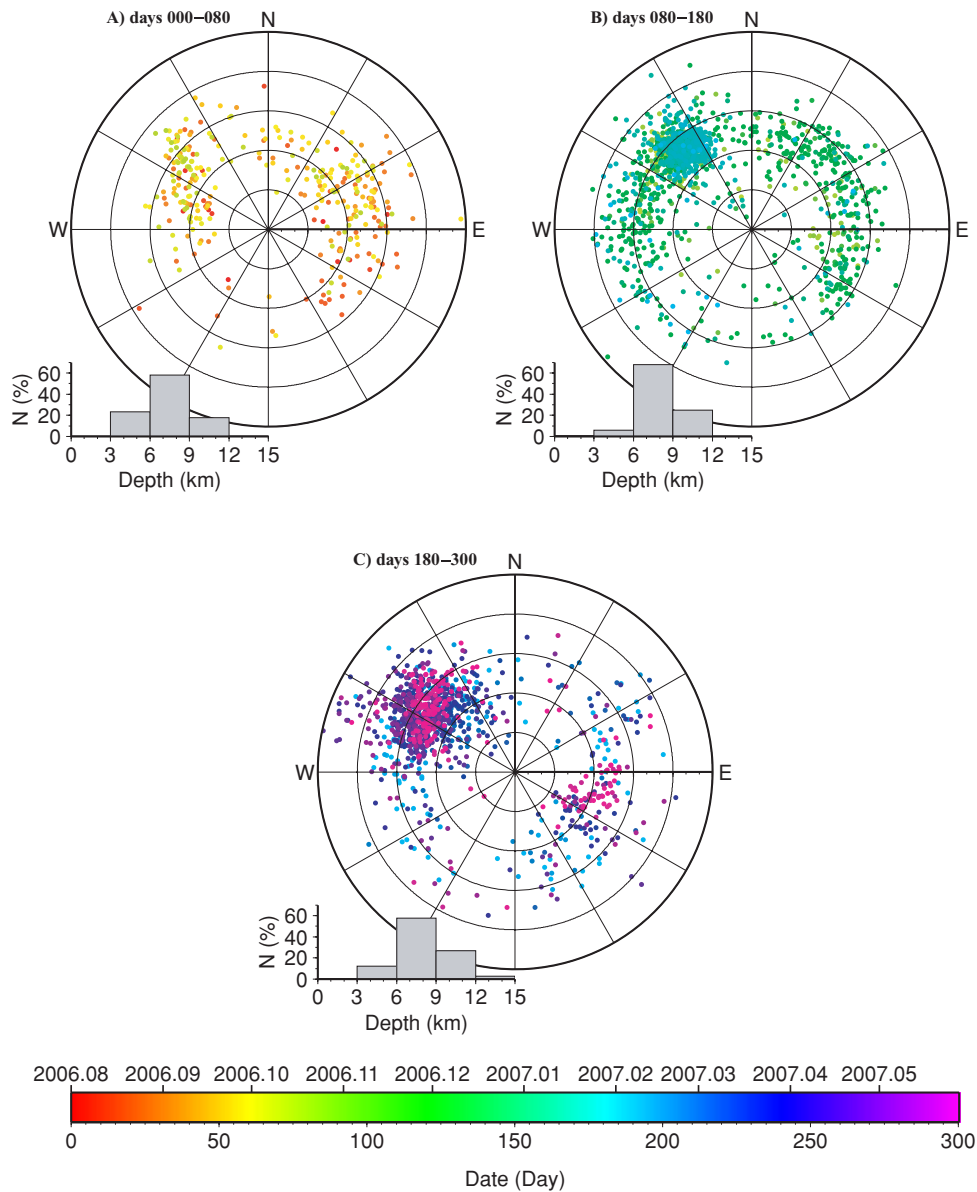 A) days 000–080
N
W
E
N (%)
60
40
20
0
0 3 6 9 12 15
Depth (km)
B) days 080–180
N
W
E
N (%)
60
40
20
0
0 3 6 9 12 15
Depth (km)
C) days 180–300
N
W
E
N (%)
60
40
20
0
0 3 6 9 12 15
Depth (km)
2006.08 2006.09 2006.10 2006.11 2006.12 2007.01 2007.02 2007.03 2007.04 2007.05
0 50 100 150 200 250 300
Date (Day)